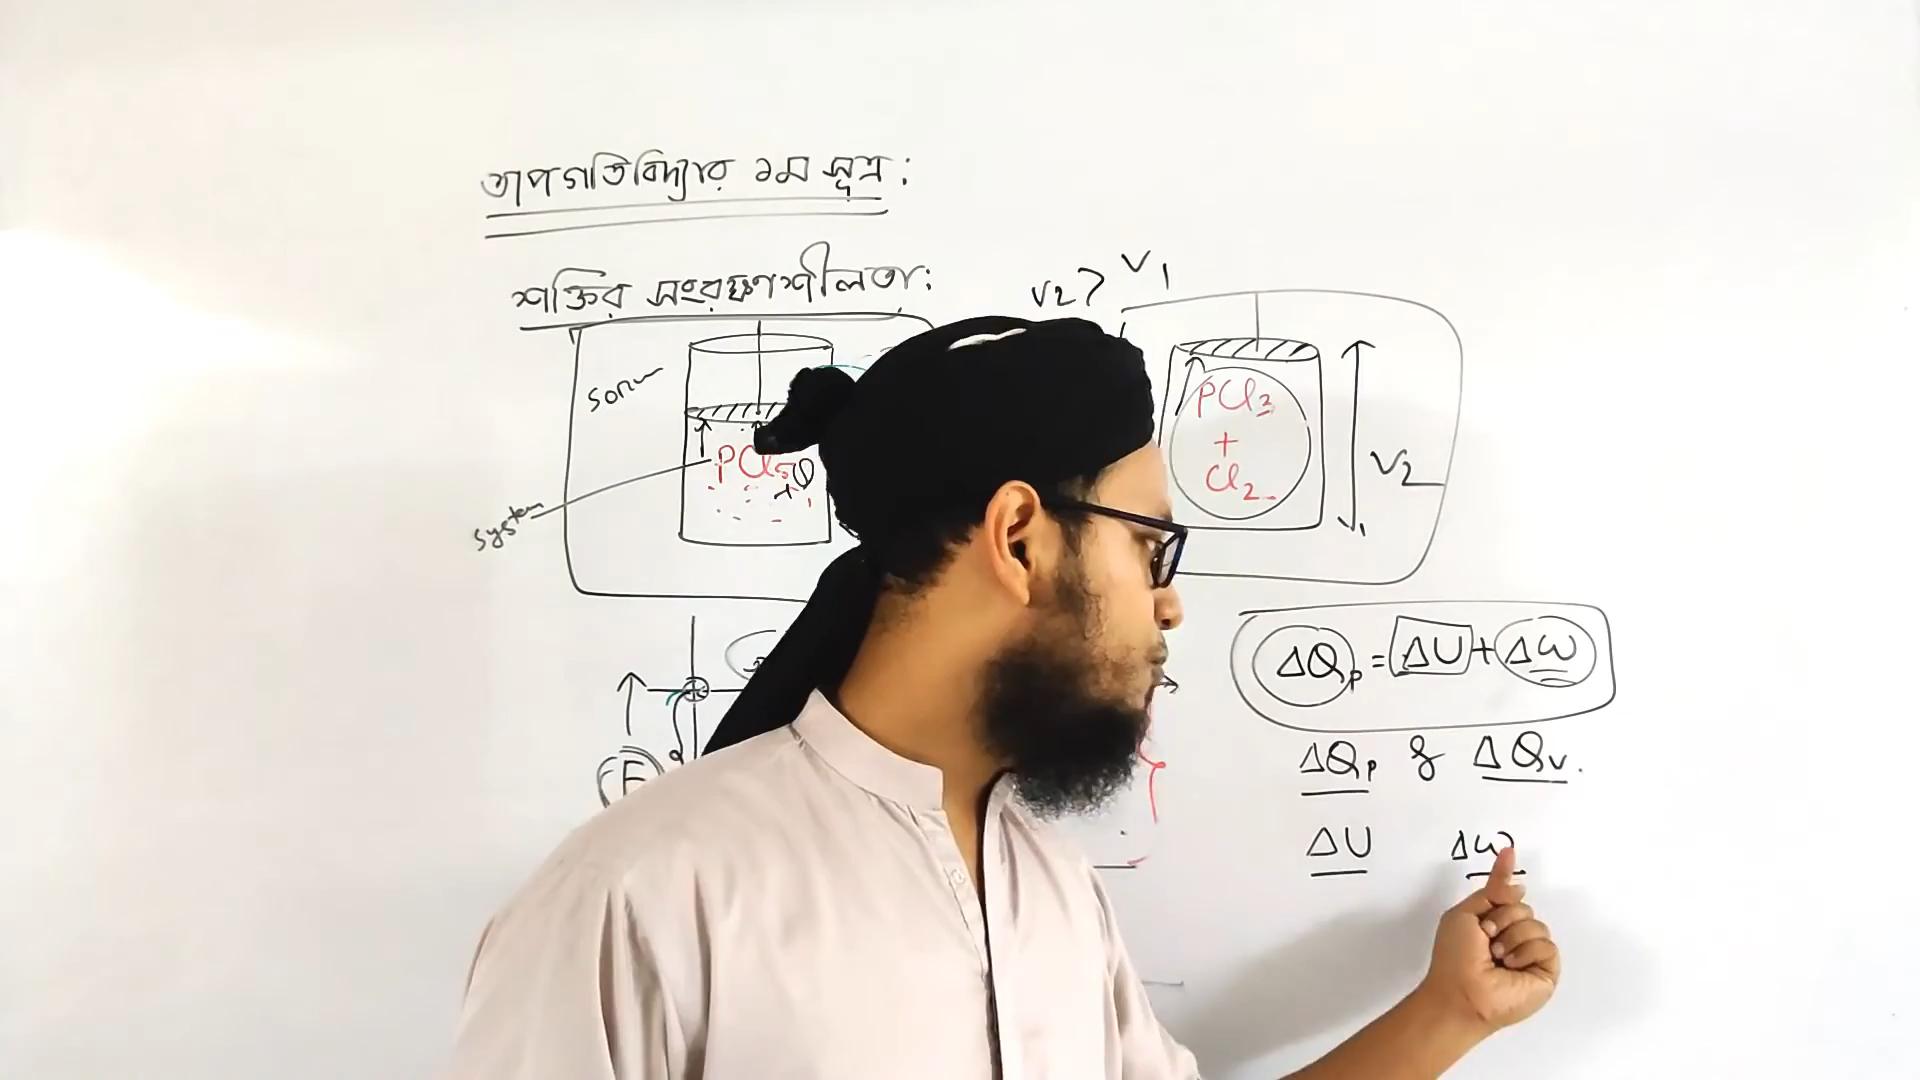 তাপগতিবিদ্যার ১ম সূত্র:
শক্তির সংরক্ষণশীলতা:
V2 > V1
PCl5
+Q
system
PCl3
+
Cl2
V2
ΔQp = ΔU + ΔW
ΔQp & ΔQv.
ΔU ΔW
F